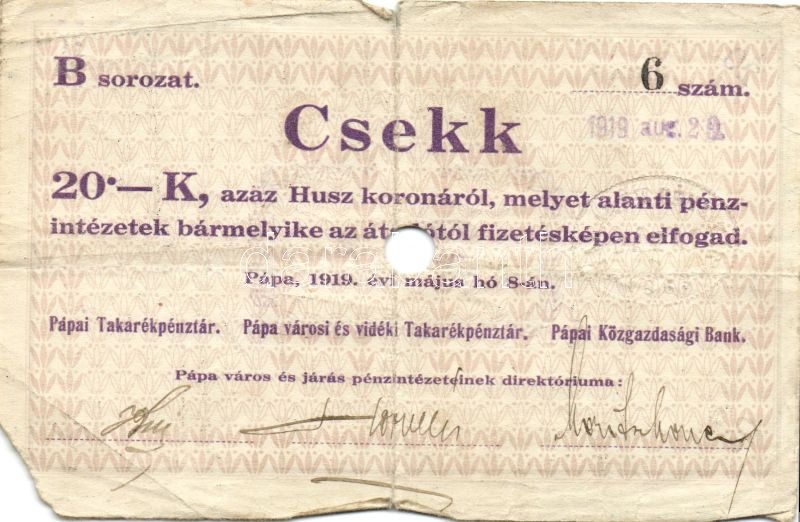 B sorozat. 6 szám.
1919 aug. 29.
Csekk
20·— K, azaz Husz koronáról, melyet alanti pénz-
intézetek bármelyike az fizetésképen elfogad.
Pápa, 1919. évi május hó 8-án.
Pápai Takarékpénztár. Pápa városi és vidéki Takarékpénztár. Pápai Közgazdasági Bank.
Pápa város és járás pénzintézeteinek direktóriuma: